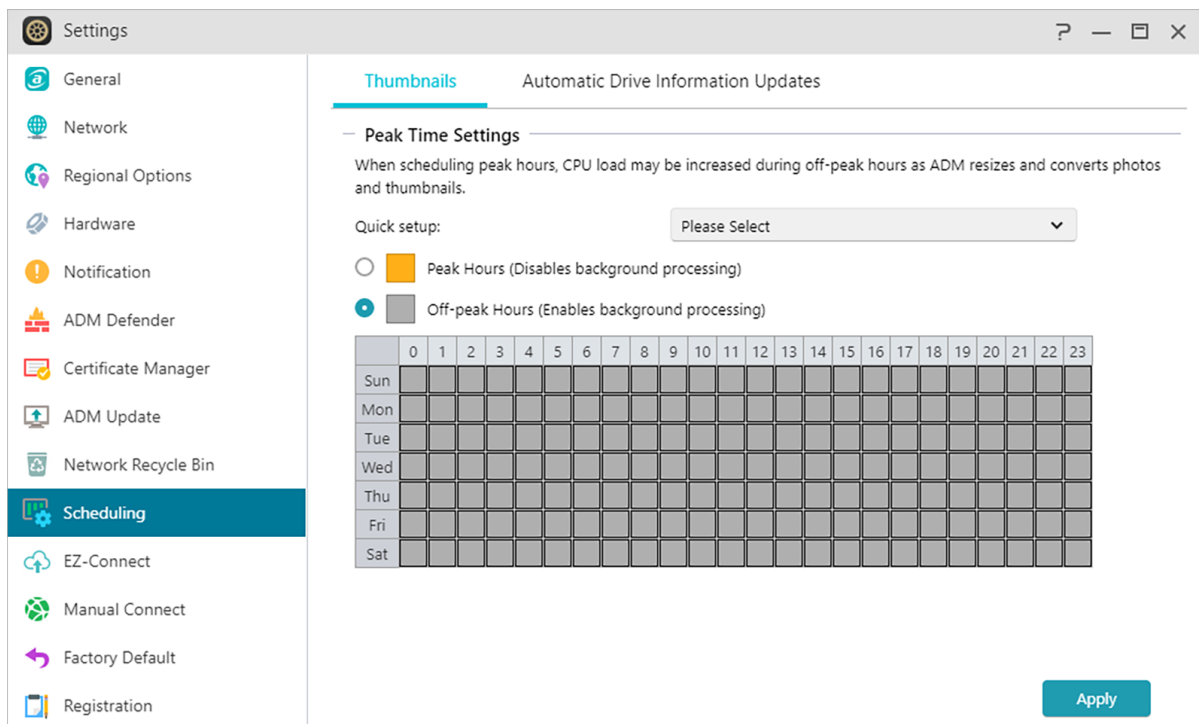 Settings
General
Network
Regional Options
Hardware
Notification
ADM Defender
Certificate Manager
ADM Update
Network Recycle Bin
Scheduling
EZ-Connect
Manual Connect
Factory Default
Registration
Thumbnails Automatic Drive Information Updates
Peak Time Settings
When scheduling peak hours, CPU load may be increased during off-peak hours as ADM resizes and converts photos
and thumbnails.
Quick setup: Please Select
Peak Hours (Disables background processing)
Off-peak Hours (Enables background processing)
0 1 2 3 4 5 6 7 8 9 10 11 12 13 14 15 16 17 18 19 20 21 22 23
Sun
Mon
Tue
Wed
Thu
Fri
Sat
Apply